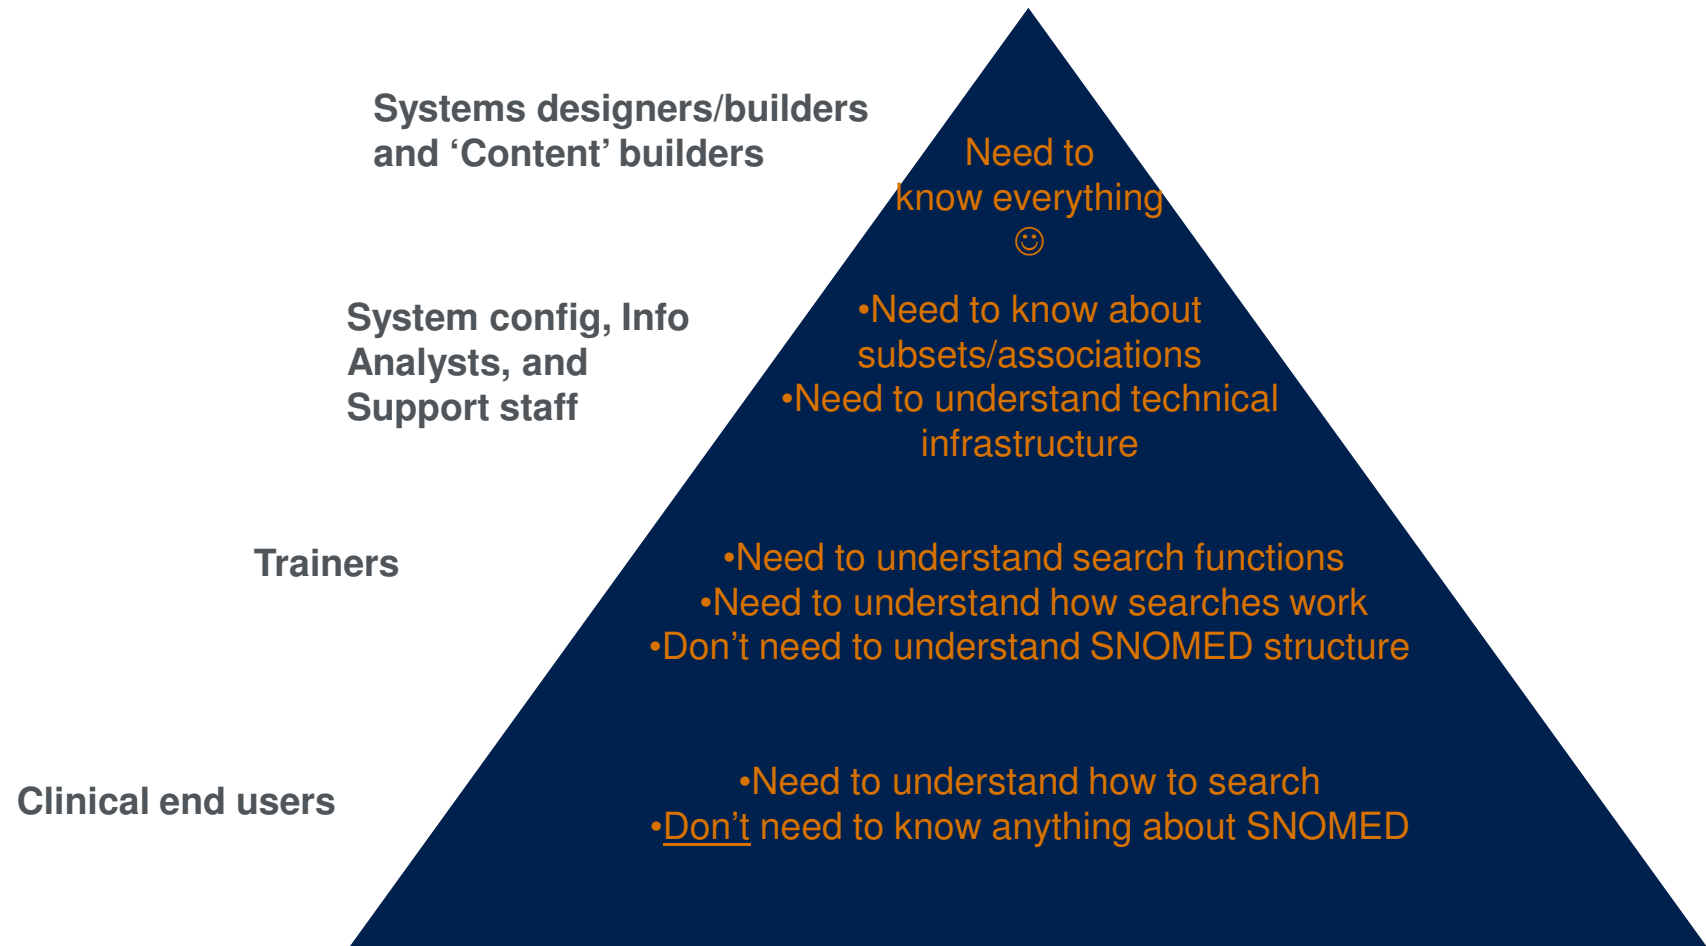 Systems designers/builders
and ‘Content’ builders
Need to
know everything
☺
System config, Info
Analysts, and
Support staff
•Need to know about
subsets/associations
•Need to understand technical
infrastructure
Trainers
•Need to understand search functions
•Need to understand how searches work
•Don’t need to understand SNOMED structure
Clinical end users
•Need to understand how to search
•Don’t need to know anything about SNOMED